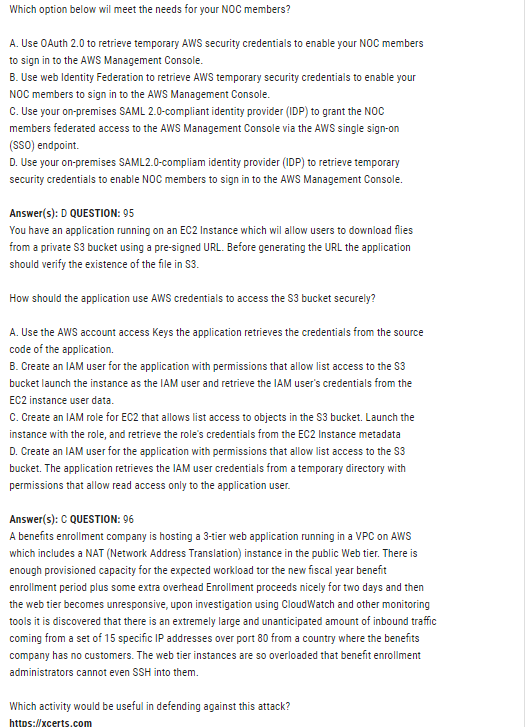 Which option below wil meet the needs for your NOC members?
A. Use OAuth 2.0 to retrieve temporary AWS security credentials to enable your NOC members
to sign in to the AWS Management Console.
B. Use web Identity Federation to retrieve AWS temporary security credentials to enable your
NOC members to sign in to the AWS Management Console.
C. Use your on-premises SAML 2.0-compliant identity provider (IDP) to grant the NOC
members federated access to the AWS Management Console via the AWS single sign-on
(SSO) endpoint.
D. Use your on-premises SAML2.0-compliam identity provider (IDP) to retrieve temporary
security credentials to enable NOC members to sign in to the AWS Management Console.
Answer(s): D QUESTION: 95
You have an application running on an EC2 Instance which wil allow users to download flies
from a private S3 bucket using a pre-signed URL. Before generating the URL the application
should verify the existence of the file in S3.
How should the application use AWS credentials to access the S3 bucket securely?
A. Use the AWS account access Keys the application retrieves the credentials from the source
code of the application.
B. Create an IAM user for the application with permissions that allow list access to the S3
bucket launch the instance as the IAM user and retrieve the IAM user's credentials from the
EC2 instance user data.
C. Create an IAM role for EC2 that allows list access to objects in the S3 bucket. Launch the
instance with the role, and retrieve the role's credentials from the EC2 Instance metadata
D. Create an IAM user for the application with permissions that allow list access to the S3
bucket. The application retrieves the IAM user credentials from a temporary directory with
permissions that allow read access only to the application user.
Answer(s): C QUESTION: 96
A benefits enrollment company is hosting a 3-tier web application running in a VPC on AWS
which includes a NAT (Network Address Translation) instance in the public Web tier. There is
enough provisioned capacity for the expected workload tor the new fiscal year benefit
enrollment period plus some extra overhead Enrollment proceeds nicely for two days and then
the web tier becomes unresponsive, upon investigation using CloudWatch and other monitoring
tools it is discovered that there is an extremely large and unanticipated amount of inbound traffic
coming from a set of 15 specific IP addresses over port 80 from a country where the benefits
company has no customers. The web tier instances are so overloaded that benefit enrollment
administrators cannot even SSH into them.
Which activity would be useful in defending against this attack?
https://xcerts.com